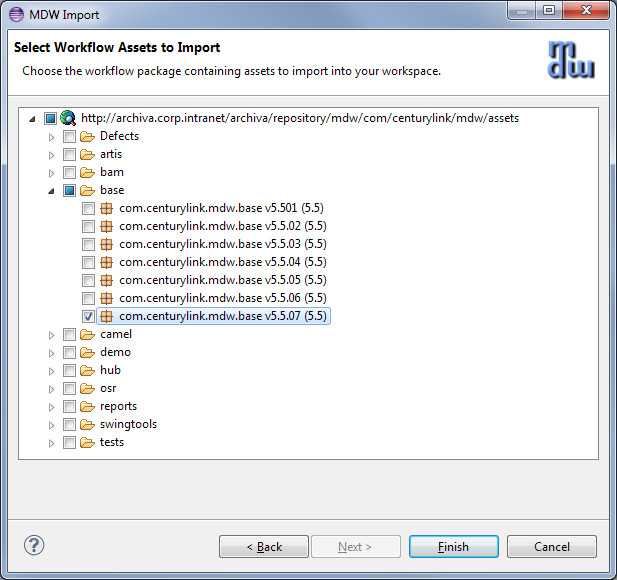 MDW Import
Select Workflow Assets to Import
Choose the workflow package containing assets to import into your workspace.
mdw
http://archiva.corp.intranet/archiva/repository/mdw/com/centurylink/mdw/assets
Defects
artis
bam
base
com.centurylink.mdw.base v5.501 (5.5)
com.centurylink.mdw.base v5.5.02 (5.5)
com.centurylink.mdw.base v5.5.03 (5.5)
com.centurylink.mdw.base v5.5.04 (5.5)
com.centurylink.mdw.base v5.5.05 (5.5)
com.centurylink.mdw.base v5.5.06 (5.5)
com.centurylink.mdw.base v5.5.07 (5.5)
camel
demo
hub
osr
reports
swingtools
tests
? < Back Next > Finish Cancel